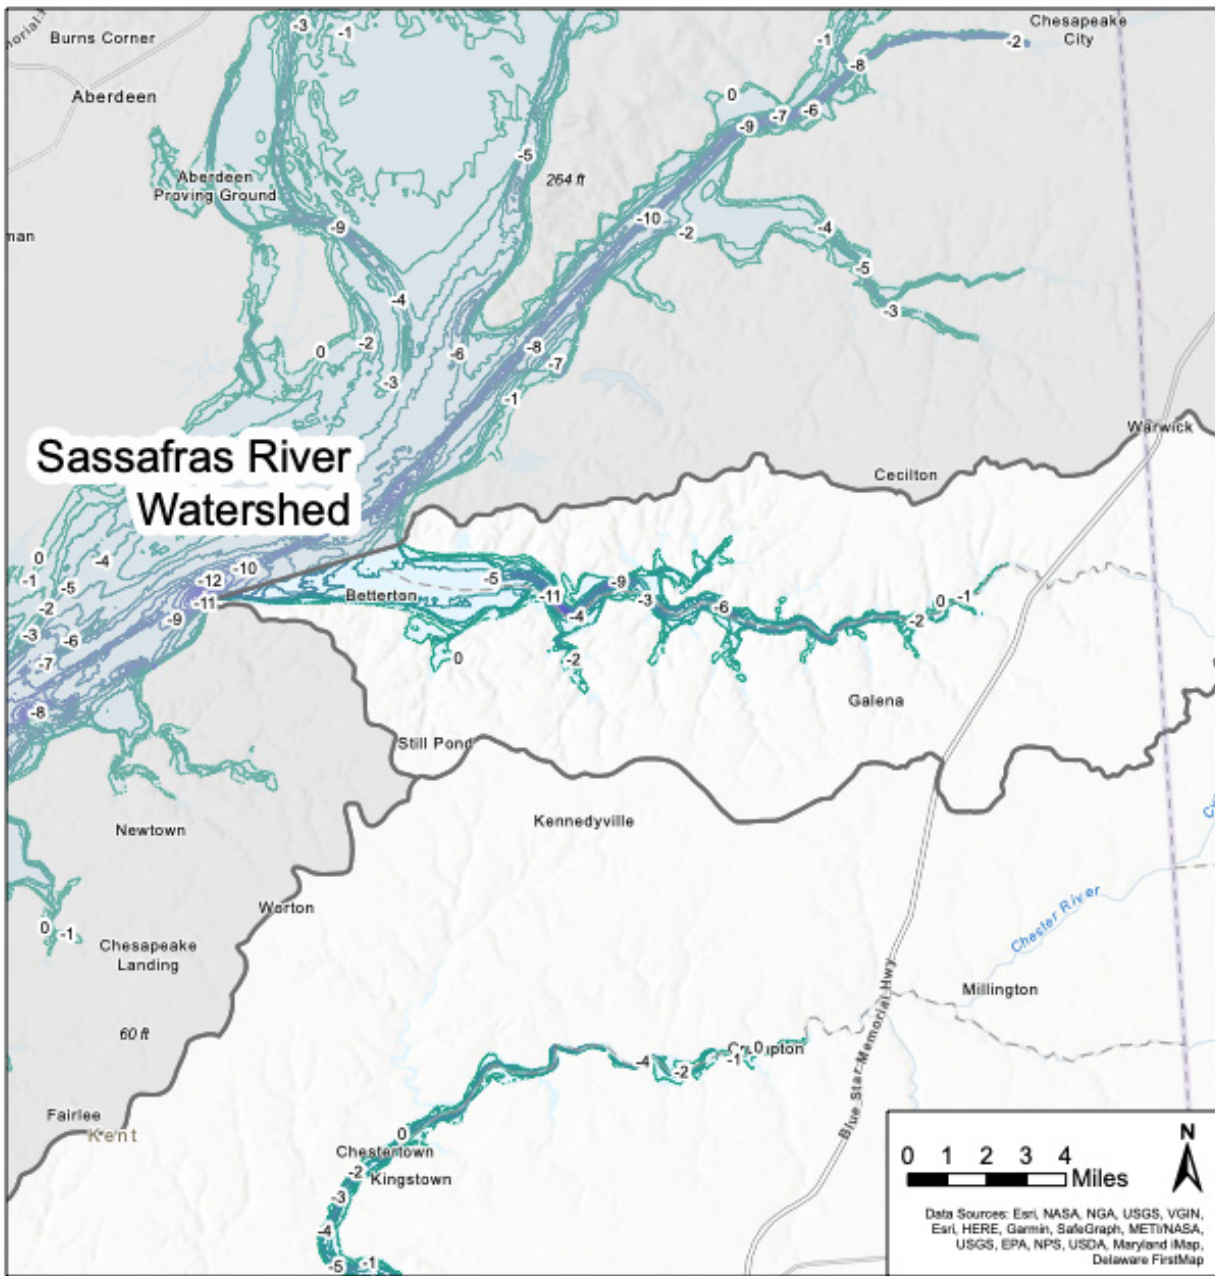 -3
-1
Chesapeake
City
Burns Corner
-1
-2
-8
Aberdeen
0
-6
-7
-9
-5
264 ft
Aberdeen
Proving Ground
-10
-9
-2
-4
-5
-4
-3
-2
0
-8
-6
-7
-3
-1
Warwick
Sassafras River
Watershed
Cecilton
0
-4
-10
-1
-12
-5
-5
-9
Betterton
-11
-11
-3
-6
0
-1
-2
-9
-4
-2
-3
-6
0
-2
-7
Galena
-8
Still Pond
Kennedyville
Newtown
Worton
Chester River
0
-1
Chesapeake
Landing
Millington
60 ft
Blue Star Memorial Hwy
0
-4
-2
-1
Fairlee
Kent
0
Chestertown
-2
Kingstown
-3
-4
-5
-1
N
0 1 2 3 4
Miles
Data Sources: Esri, NASA, NGA, USGS, VGIN,
Esri, HERE, Garmin, SafeGraph, METI/NASA,
USGS, EPA, NPS, USDA, Maryland iMap,
Delaware FirstMap